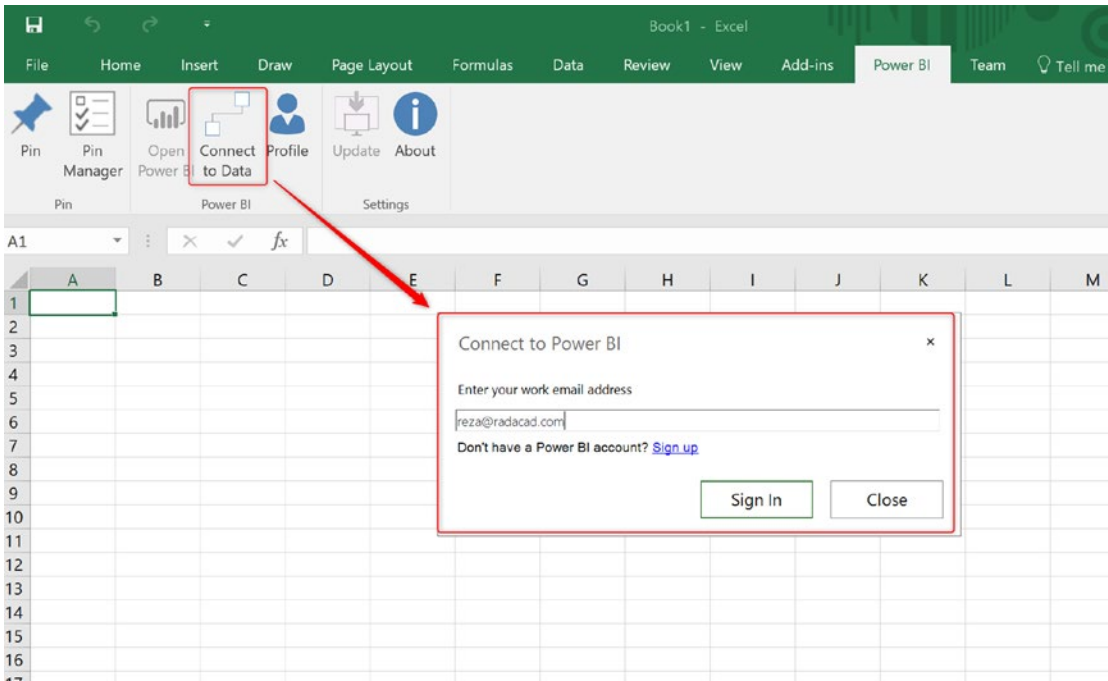 Book1 - Excel
File Home Insert Draw Page Layout Formulas Data Review View Add-ins Power BI Team Tell me
Pin Pin Manager Open Power BI Connect to Data Profile Update About
Pin Power BI Settings
A1 fx
A B C D E F G H I J K L M
1
2
3
4
5
6
7
8
9
10
11
12
13
14
15
16
Connect to Power BI
Enter your work email address
reza@radacad.com
Don't have a Power BI account? Sign up
Sign In Close